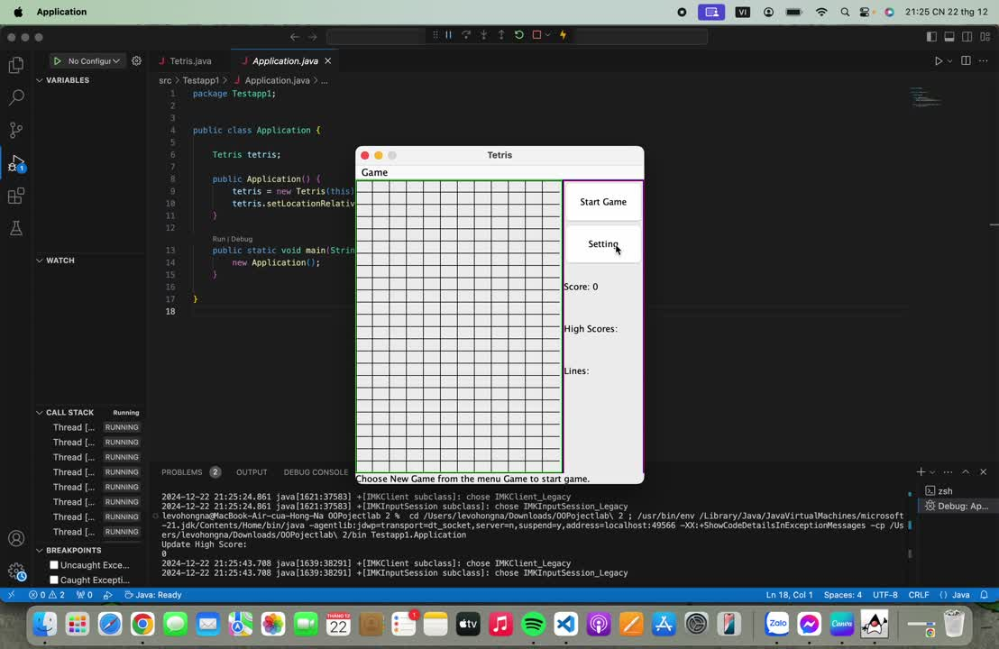 Application
VI
21:25 CN 22 thg 12
No Configur
Tetris.java
Application.java
VARIABLES
src > Testapp1 > Application.java > ...
1 package Testapp1;
2
3
4 public class Application {
5
6 Tetris tetris;
7
8 public Application() {
9 tetris = new Tetris(this)
10 tetris.setLocationRelativ
11 }
12
Run | Debug
13 public static void main(Strin
14 new Application();
15 }
16
17 }
18
WATCH
CALL STACK
Running
Thread [... RUNNING
Thread [... RUNNING
Thread [... RUNNING
Thread [... RUNNING
Thread [... RUNNING
Thread [... RUNNING
Thread [... RUNNING
Thread [... RUNNING
BREAKPOINTS
Uncaught Exce...
Caught Excepti...
Tetris
Game
Start Game
Setting
Score: 0
High Scores:
Lines:
Choose New Game from the menu Game to start game.
PROBLEMS 2 OUTPUT DEBUG CONSOLE
2024-12-22 21:25:24.861 java[1621:37583] +[IMKClient subclass]: chose IMKClient_Legacy
2024-12-22 21:25:24.861 java[1621:37583] +[IMKInputSession subclass]: chose IMKInputSession_Legacy
levohongna@MacBook-Air-cua-Hong-Na OOPojectlab 2 % cd /Users/levohongna/Downloads/OOPojectlab\ 2 ; /usr/bin/env /Library/Java/JavaVirtualMachines/microsoft
-21.jdk/Contents/Home/bin/java -agentlib:jdwp=transport=dt_socket,server=n,suspend=y,address=localhost:49566 -XX:+ShowCodeDetailsInExceptionMessages -cp /Us
ers/levohongna/Downloads/OOPojectlab\ 2/bin Testapp1.Application
Update High Score:
0
2024-12-22 21:25:43.708 java[1639:38291] +[IMKClient subclass]: chose IMKClient_Legacy
2024-12-22 21:25:43.708 java[1639:38291] +[IMKInputSession subclass]: chose IMKInputSession_Legacy
zsh
Debug: Ap...
1
0 2 0 Java: Ready
Ln 18, Col 1 Spaces: 4 UTF-8 CRLF {} Java
THÁNG 12
22
1
tv
Zalo
Canva